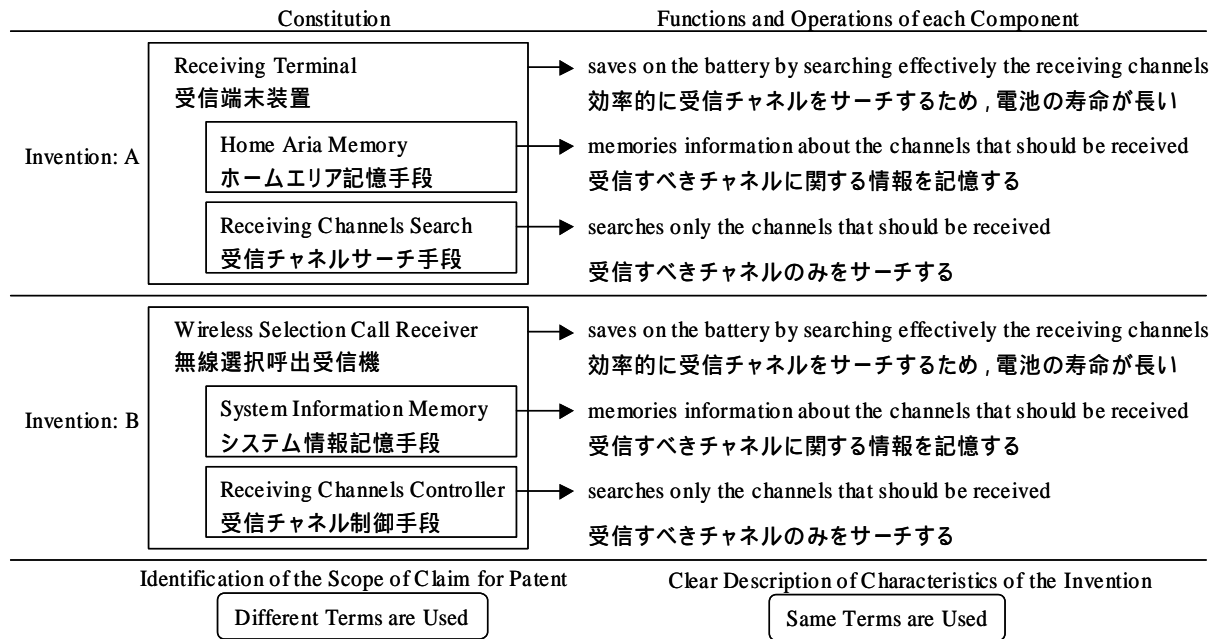 Constitution Functions and Operations of each Component
Receiving Terminal saves on the battery by searching effectively the receiving channels
受信端末装置 効率的に受信チャネルをサーチするため，電池の寿命が長い
Invention: A
Home Aria Memory memories information about the channels that should be received
ホームエリア記憶手段 受信すべきチャネルに関する情報を記憶する
Receiving Channels Search searches only the channels that should be received
受信チャネルサーチ手段 受信すべきチャネルのみをサーチする
Wireless Selection Call Receiver saves on the battery by searching effectively the receiving channels
無線選択呼出受信機 効率的に受信チャネルをサーチするため，電池の寿命が長い
Invention: B
System Information Memory memories information about the channels that should be received
システム情報記憶手段 受信すべきチャネルに関する情報を記憶する
Receiving Channels Controller searches only the channels that should be received
受信チャネル制御手段 受信すべきチャネルのみをサーチする
Identification of the Scope of Claim for Patent Clear Description of Characteristics of the Invention
Different Terms are Used Same Terms are Used